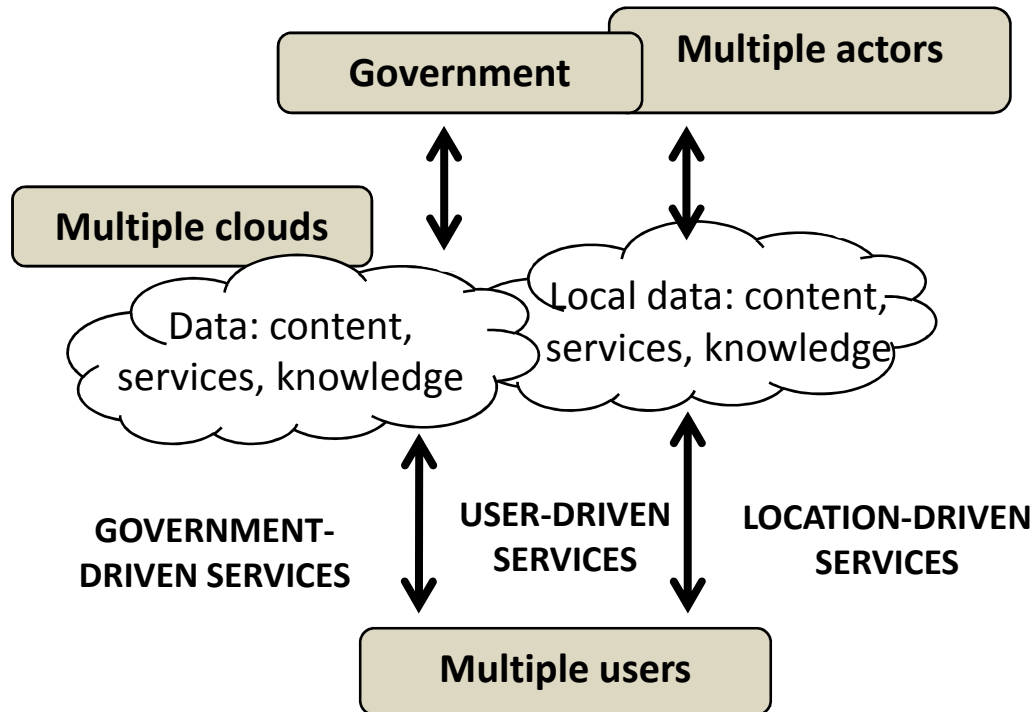 Multiple actors
Government
Multiple clouds
Data: content,
services, knowledge
Local data: content,
services, knowledge
GOVERNMENT-
DRIVEN SERVICES
USER-DRIVEN
SERVICES
LOCATION-DRIVEN
SERVICES
Multiple users